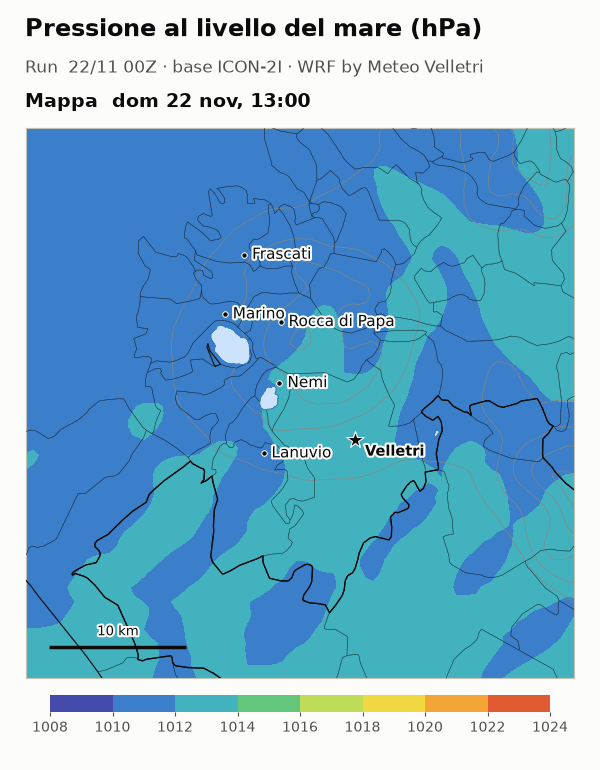 Pressione al livello del mare (hPa)
Run  22/11 00Z · base ICON-2I · WRF by Meteo Velletri
Mappa  dom 22 nov, 13:00
Frascati
Marino
Rocca di Papa
Nemi
Velletri
Lanuvio
10 km
1008 1010 1012 1014 1016 1018 1020 1022 1024